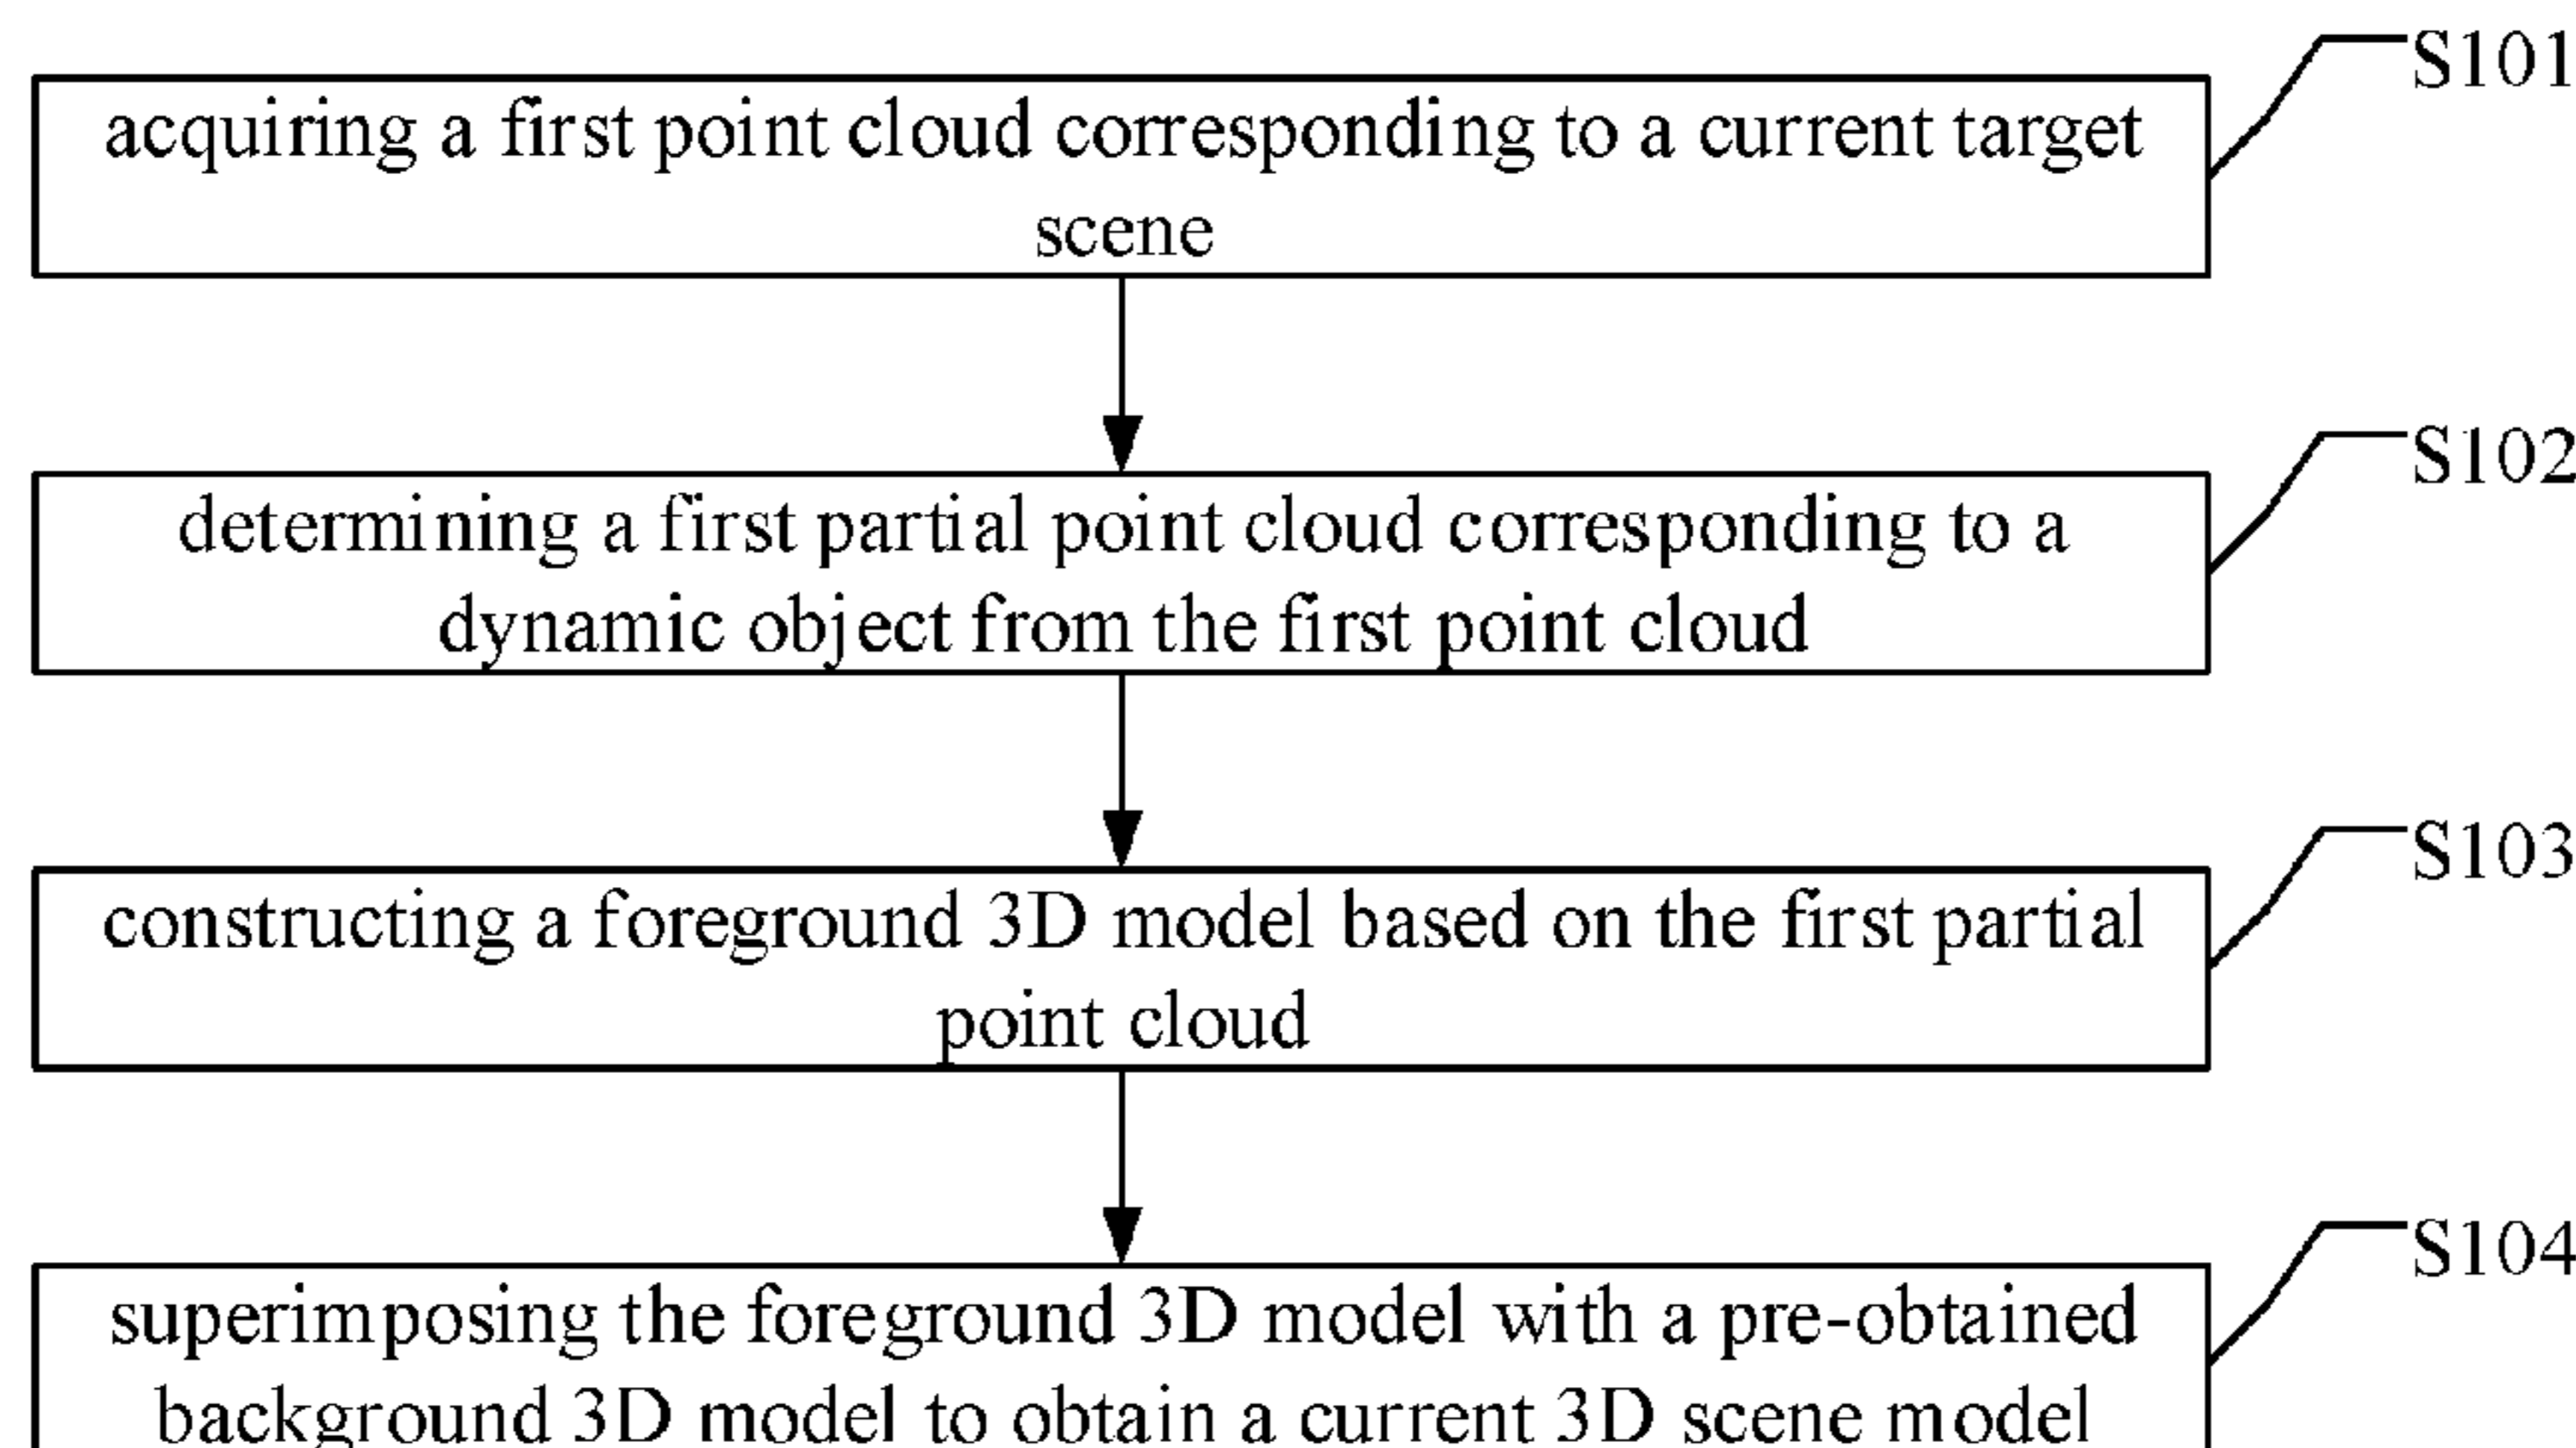 S101
acquiring a first point cloud corresponding to a current target
scene
S102
determining a first partial point cloud corresponding to a
dynamic object from the first point cloud
S103
constructing a foreground 3D model based on the first partial
point cloud
S104
superimposing the foreground 3D model with a pre-obtained
background 3D model to obtain a current 3D scene model